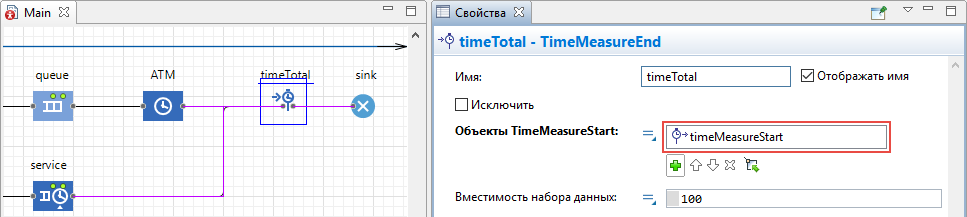 Main
queue
ATM
timeTotal
sink
service
Свойства
timeTotal - TimeMeasureEnd
Имя:
timeTotal
Отображать имя
Исключить
Объекты TimeMeasureStart:
timeMeasureStart
Вместимость набора данных:
100